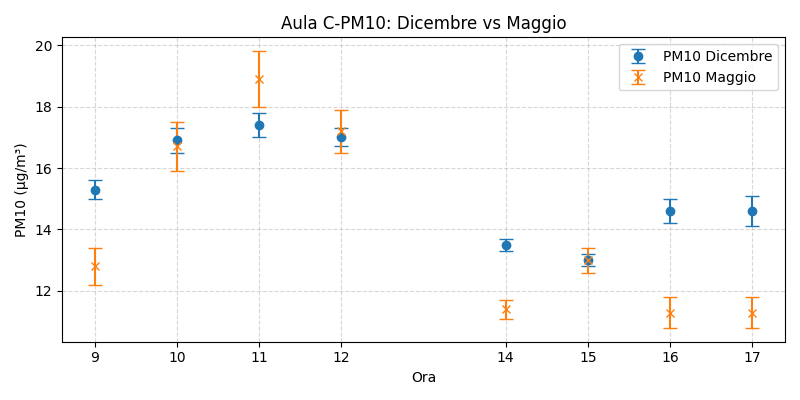 Aula C-PM10: Dicembre vs Maggio
PM10 Dicembre
PM10 Maggio
PM10 (µg/m³)
20
18
16
14
12
9 10 11 12 14 15 16 17
Ora